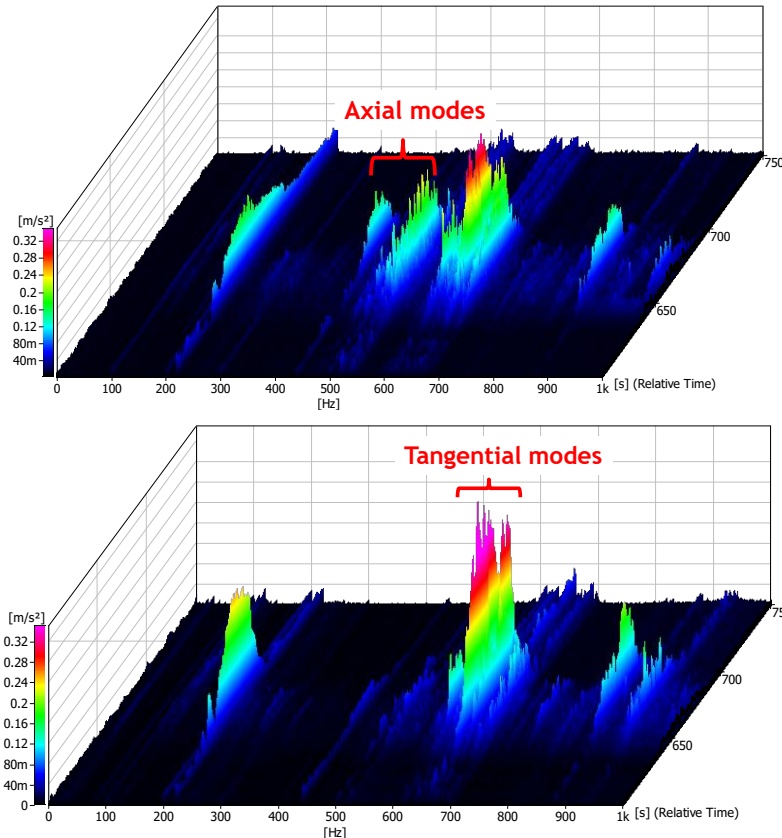 Axial modes
[m/s²]
0.32
0.28
0.24
0.2
0.16
0.12
80m
40m
0 100 200 300 400 500 600 700 800 900 1k
[Hz]
[s] (Relative Time)
650
700
750
Tangential modes
[m/s²]
0.32
0.28
0.24
0.2
0.16
0.12
80m
40m
0
0 100 200 300 400 500 600 700 800 900 1k
[Hz]
[s] (Relative Time)
650
700
75